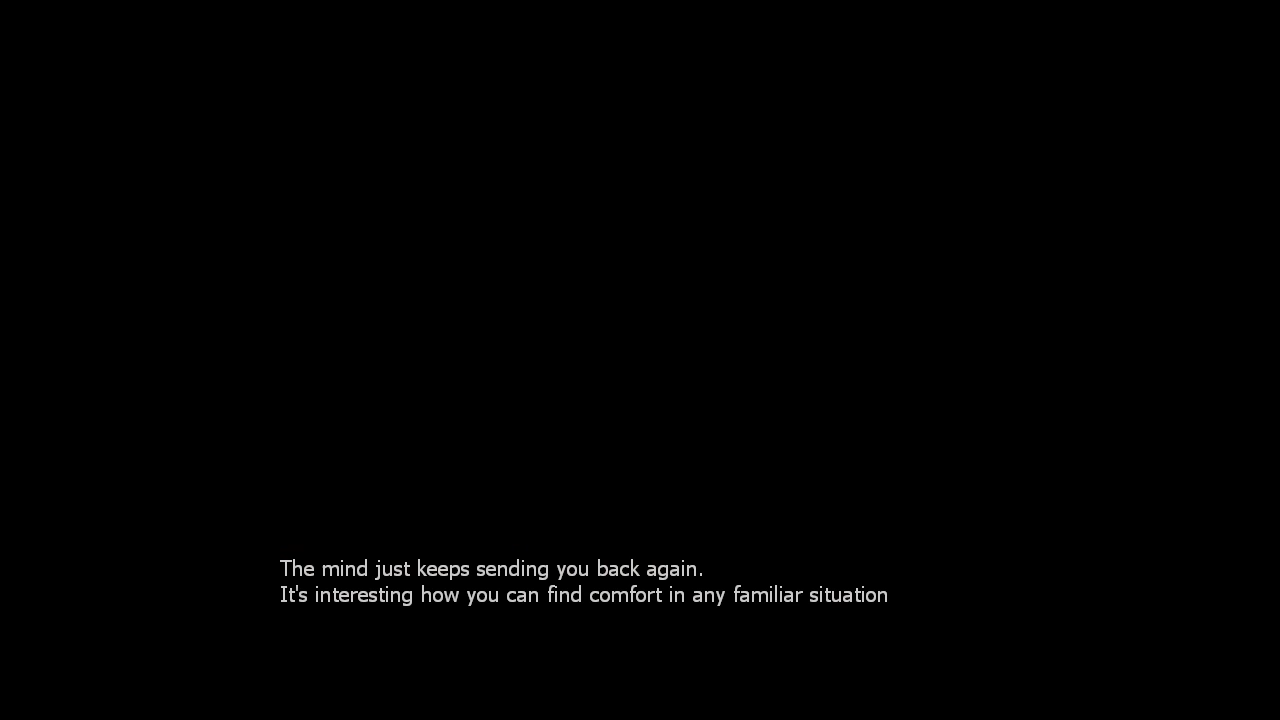 The mind just keeps sending you back again.
It's interesting how you can find comfort in any familiar situation